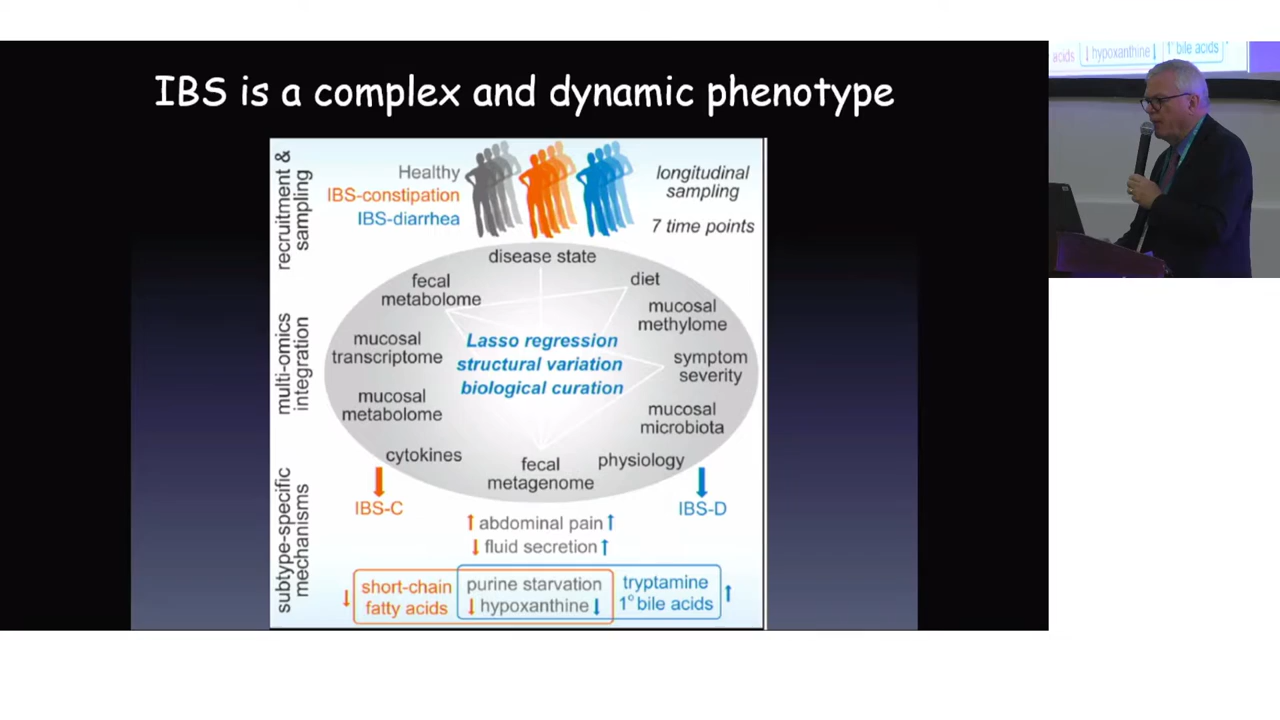 IBS is a complex and dynamic phenotype
recruitment &
sampling
Healthy
IBS-constipation
IBS-diarrhea
longitudinal
sampling
7 time points
multi-omics
integration
disease state
fecal
metabolome
diet
mucosal
methylome
mucosal
transcriptome
Lasso regression
structural variation
biological curation
symptom
severity
mucosal
metabolome
mucosal
microbiota
cytokines
fecal
metagenome
physiology
subtype-specific
mechanisms
IBS-C
IBS-D
↑ abdominal pain ↑
↓ fluid secretion ↑
↓ short-chain
fatty acids
purine starvation
↓ hypoxanthine ↓
tryptamine
1° bile acids ↑
acids ↓ hypoxanthine ↓ 1° bile acids